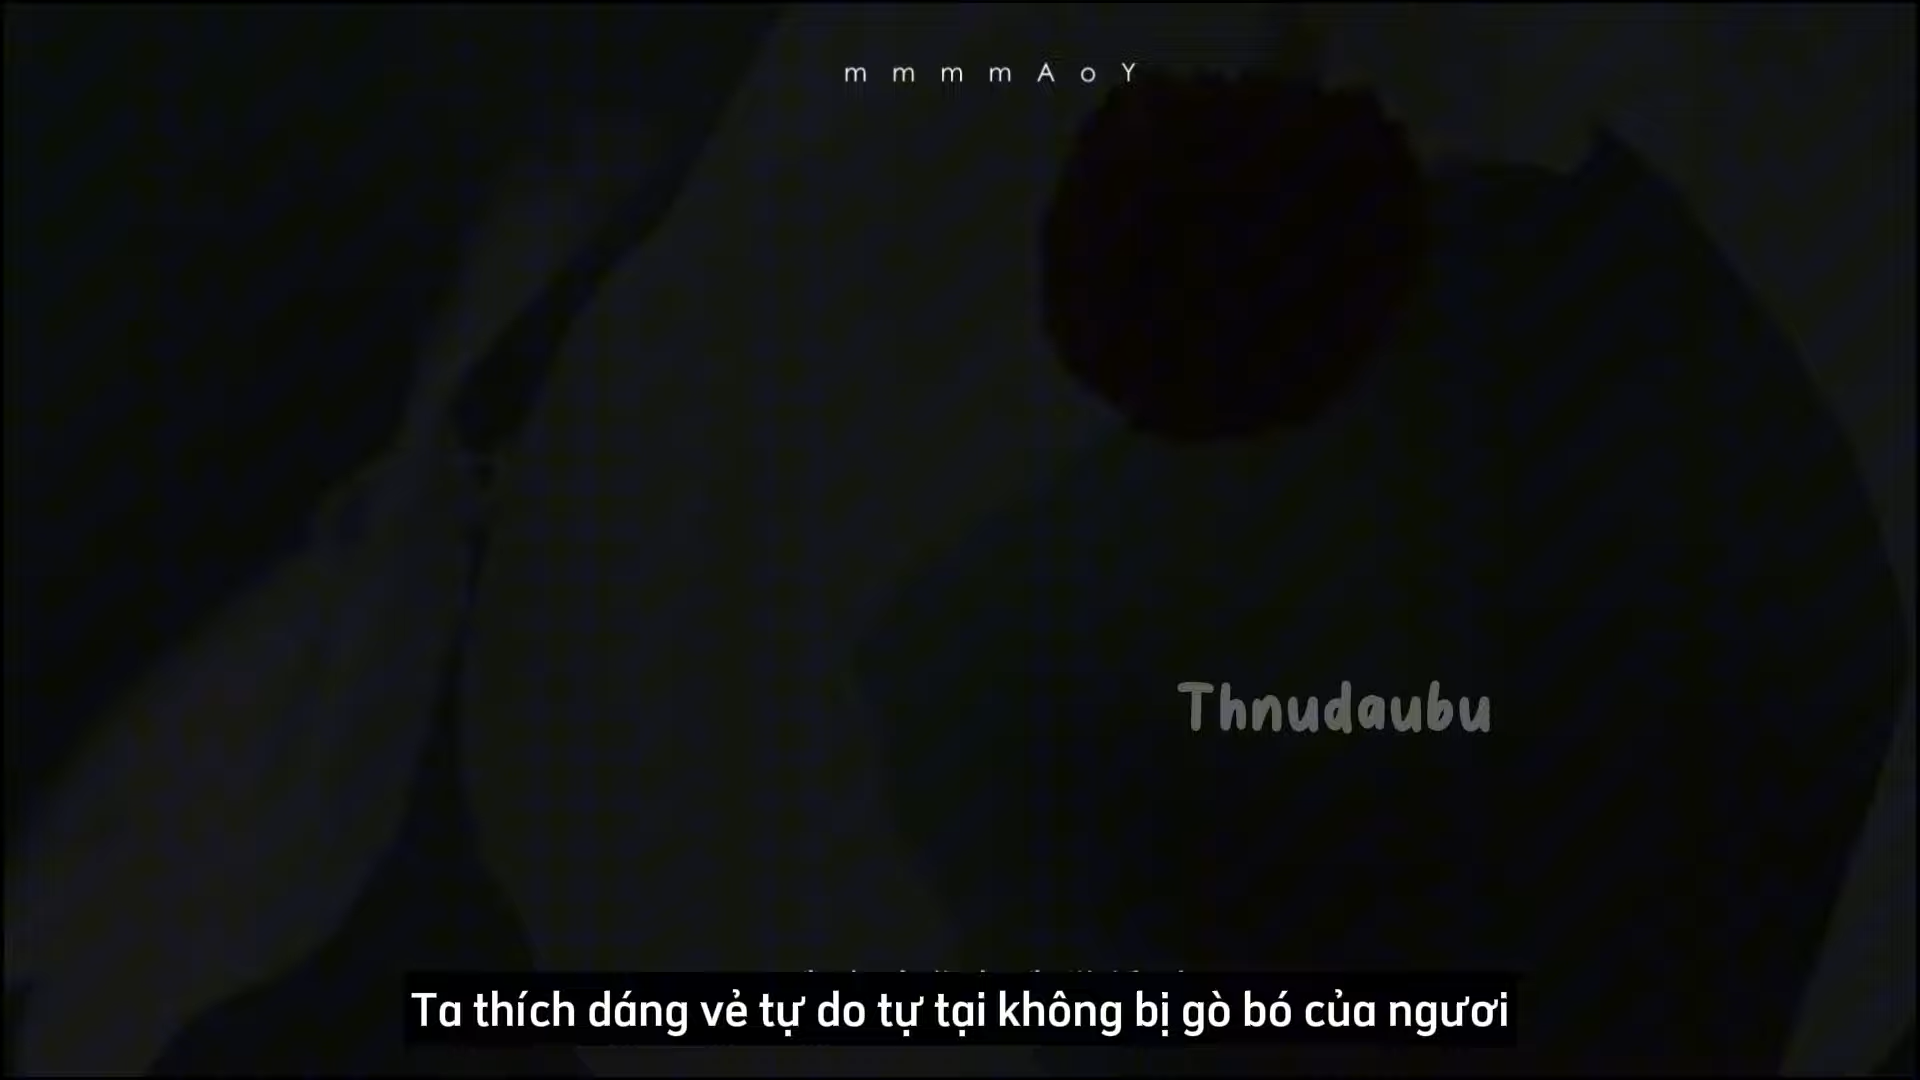 m m m m A o Y
Thnudaubu
Ta thích dáng vẻ tự do tự tại không bị gò bó của ngươi